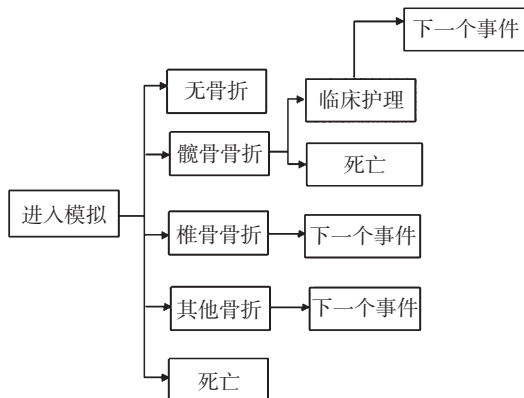 下一个事件
无骨折
临床护理
髋骨骨折
死亡
进入模拟
椎骨骨折
下一个事件
其他骨折
下一个事件
死亡